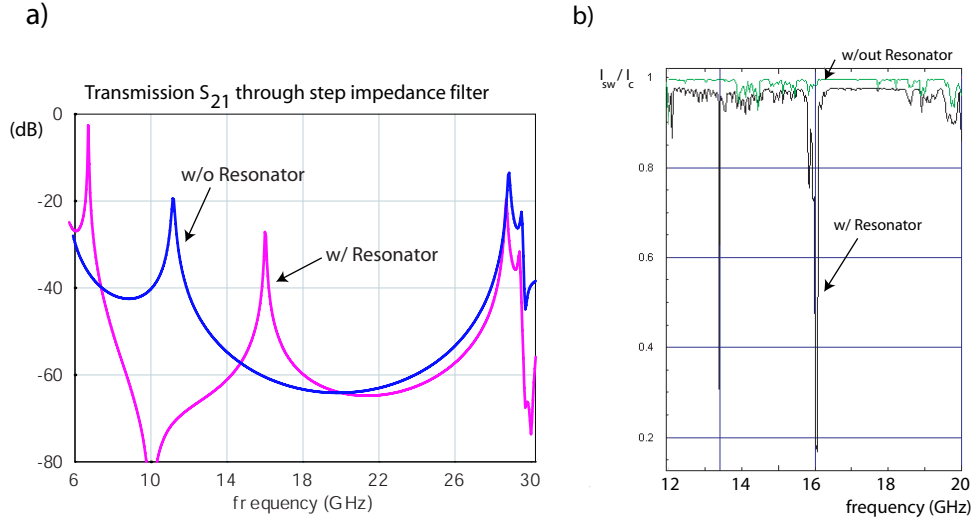 a)
Transmission S21 through step impedance filter
(dB)
0
-20
-40
-60
-80
w/o Resonator
w/ Resonator
6
10
14
18
22
26
30
frequency (GHz)
b)
w/out Resonator
Isw / Ic
1
0.8
0.6
0.4
0.2
w/ Resonator
12
14
16
18
20
frequency (GHz)